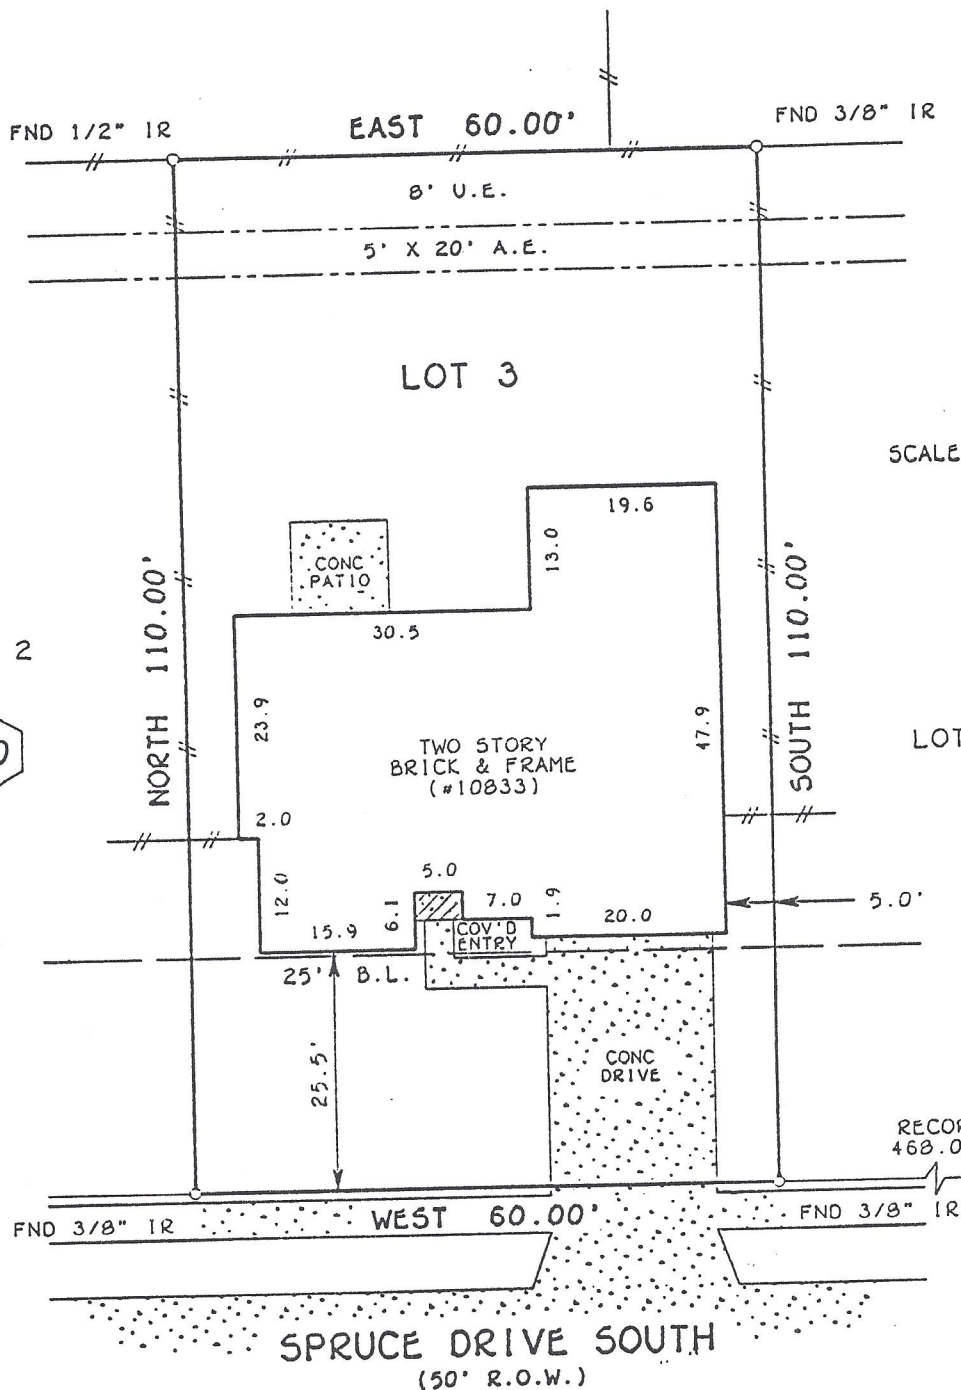 FND 1/2" IR
EAST 60.00'
FND 3/8" IR
8' U.E.
5' X 20' A.E.
LOT 3
SCALE
19.6
13.0
CONC
PATIO
30.5
NORTH 110.00'
SOUTH 110.00'
2
23.9
47.9
TWO STORY
BRICK & FRAME
(#10833)
LOT
2.0
12.0
5.0
6.1
7.0
1.9
20.0
5.0'
15.9
COV'D
ENTRY
25' B.L.
25.5'
CONC
DRIVE
RECOR
468.0
FND 3/8" IR
WEST 60.00'
FND 3/8" IR
SPRUCE DRIVE SOUTH
(50' R.O.W.)